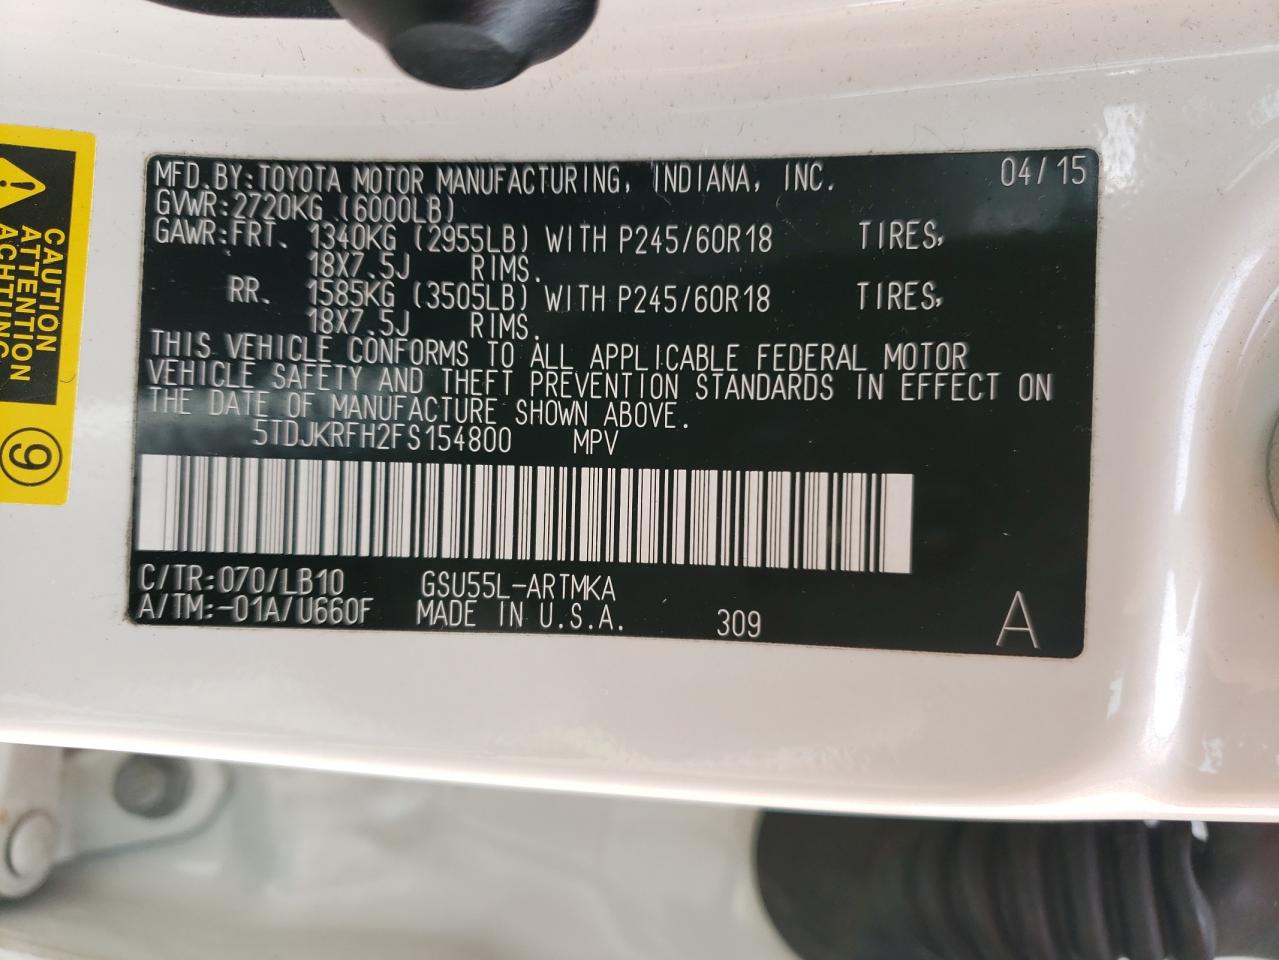 MFD.BY:TOYOTA MOTOR MANUFACTURING, INDIANA, INC. 04/15
GVWR:2720KG (6000LB)
GAWR:FRT. 1340KG (2955LB) WITH P245/60R18 TIRES,
18X7.5J RIMS.
RR. 1585KG (3505LB) WITH P245/60R18 TIRES,
18X7.5J RIMS.
THIS VEHICLE CONFORMS TO ALL APPLICABLE FEDERAL MOTOR
VEHICLE SAFETY AND THEFT PREVENTION STANDARDS IN EFFECT ON
THE DATE OF MANUFACTURE SHOWN ABOVE.
5TDJKRFH2FS154800 MPV
C/TR:070/LB10 GSU55L-ARTMKA
A/TM:-01A/U660F MADE IN U.S.A. 309 A
CAUTION
ATTENTION
ACHTUNG
9